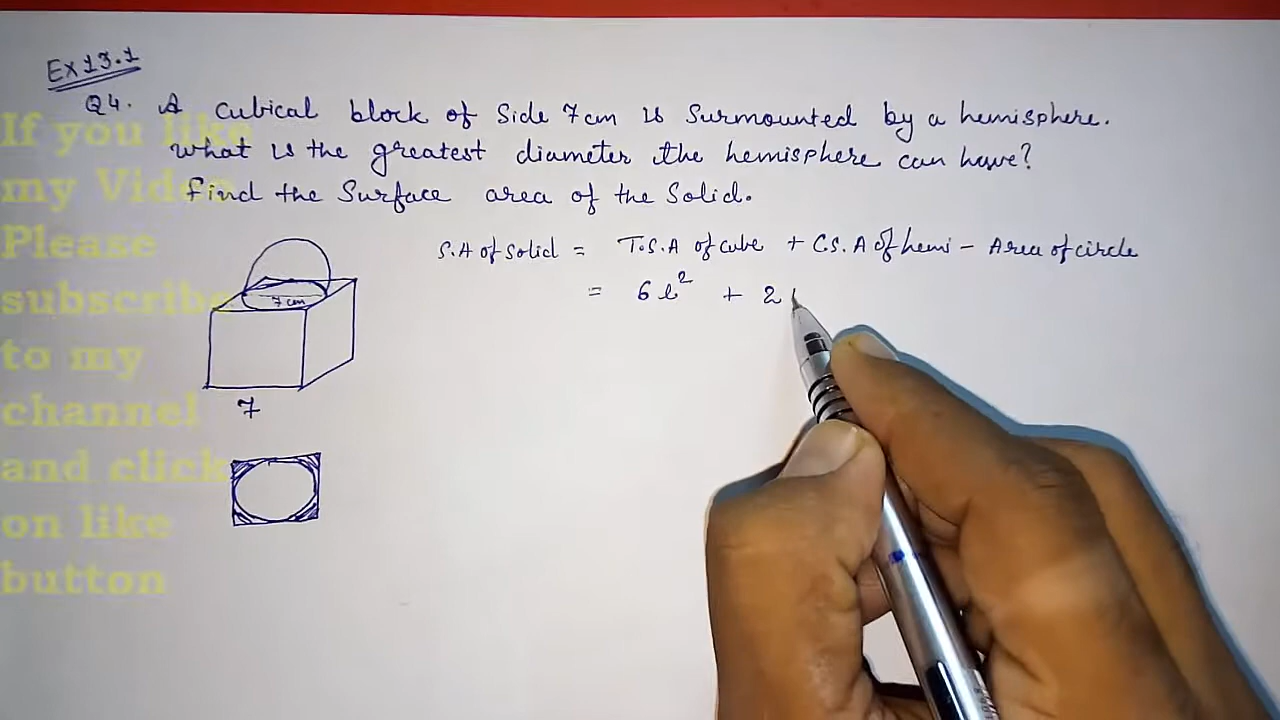 Ex 13.1
Q4. A cubical block of Side 7cm is Surmounted by a hemisphere.
what is the greatest diameter the hemisphere can have?
find the Surface area of the Solid.
S.A of Solid = T.S.A of cube + C.S.A of hemi - Area of circle
= 6l² + 2
7cm
7
If you like
my Video
Please
subscribe
to my
channel
and click
on like
button